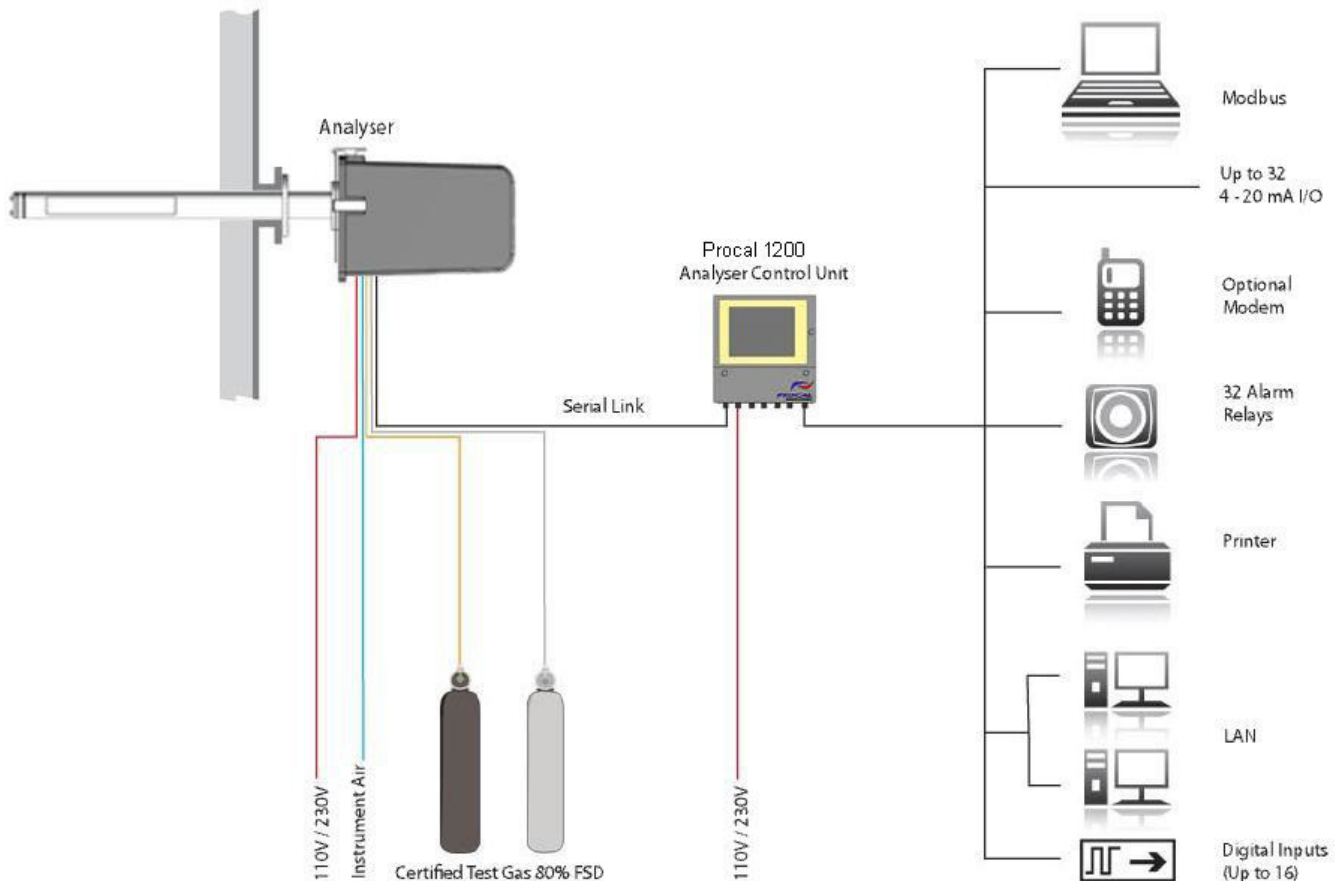 Analyser
Procal 1200
Analyser Control Unit
PROCAL
Serial Link
110V / 230V
Instrument Air
Certified Test Gas 80% FSD
110V / 230V
Modbus
Up to 32
4 - 20 mA I/O
Optional
Modem
32 Alarm
Relays
Printer
LAN
Digital Inputs
(Up to 16)